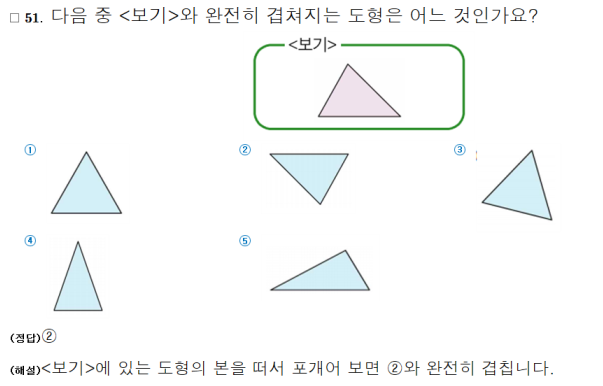 □ 51. 다음 중 <보기>와 완전히 겹쳐지는 도형은 어느 것인가요?
<보기>
① ② ③
④ ⑤
(정답)②
(해설)<보기>에 있는 도형의 본을 떠서 포개어 보면 ②와 완전히 겹칩니다.